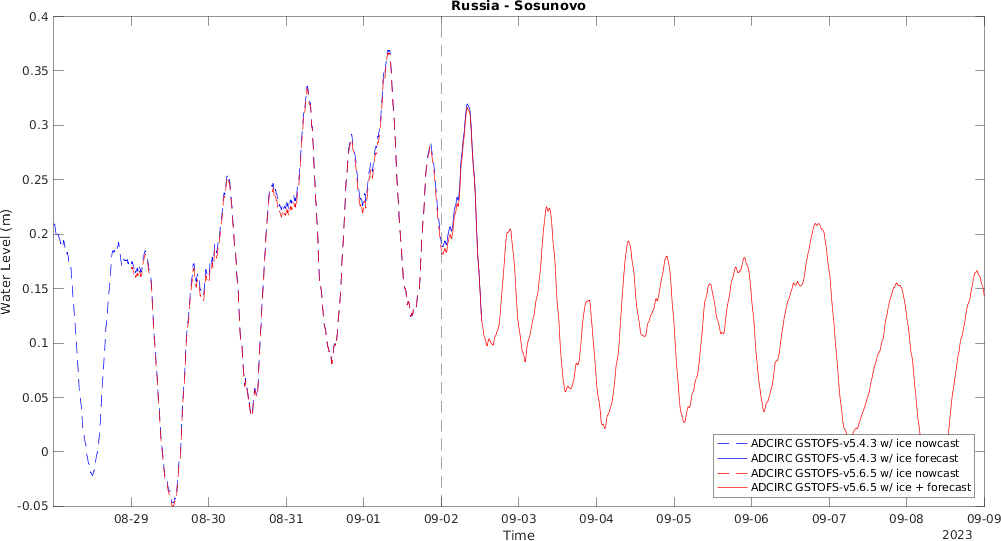 Russia - Sosunovo
0.4
0.35
0.3
0.25
0.2
0.15
0.1
0.05
0
-0.05
Water Level (m)
08-29 08-30 08-31 09-01 09-02 09-03 09-04 09-05 09-06 09-07 09-08 09-09
Time
2023
ADCIRC GSTOFS-v5.4.3 w/ ice nowcast
ADCIRC GSTOFS-v5.4.3 w/ ice forecast
ADCIRC GSTOFS-v5.6.5 w/ ice nowcast
ADCIRC GSTOFS-v5.6.5 w/ ice + forecast